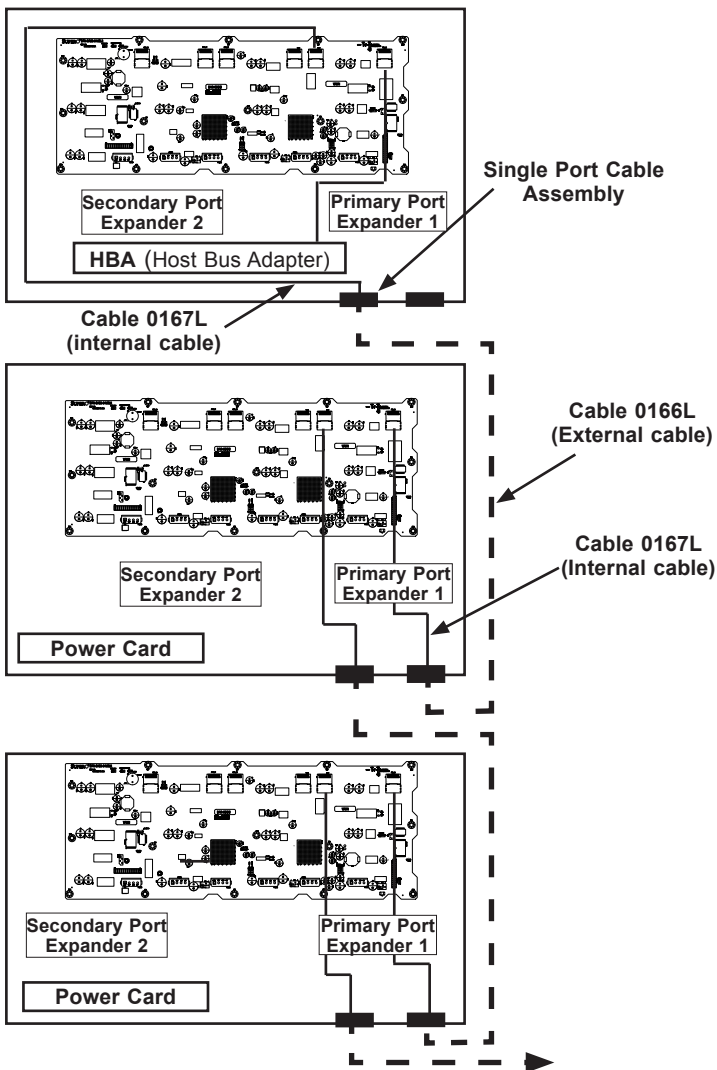 Single Port Cable
Assembly
Secondary Port
Expander 2
Primary Port
Expander 1
HBA (Host Bus Adapter)
Cable 0167L
(internal cable)
Cable 0166L
(External cable)
Cable 0167L
(Internal cable)
Secondary Port
Expander 2
Primary Port
Expander 1
Power Card
Secondary Port
Expander 2
Primary Port
Expander 1
Power Card